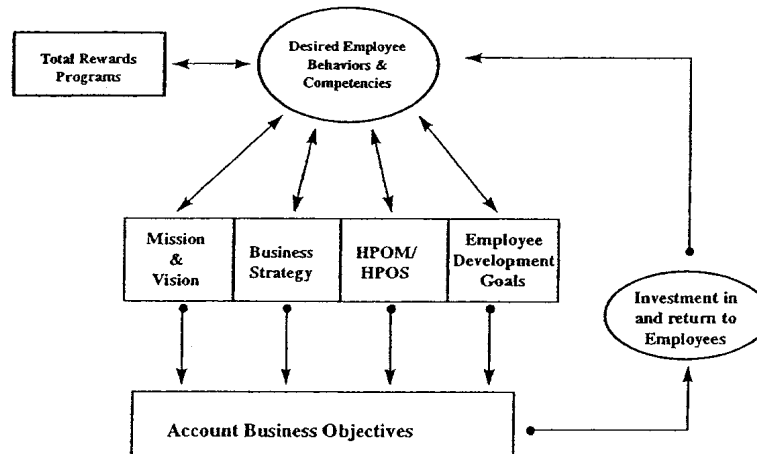 Desired Employee
Behaviors &
Competencies
Total Rewards
Programs
Mission
&
Vision
Business
Strategy
HPOM/
HPOS
Employee
Development
Goals
Investment in
and return to
Employees
Account Business Objectives